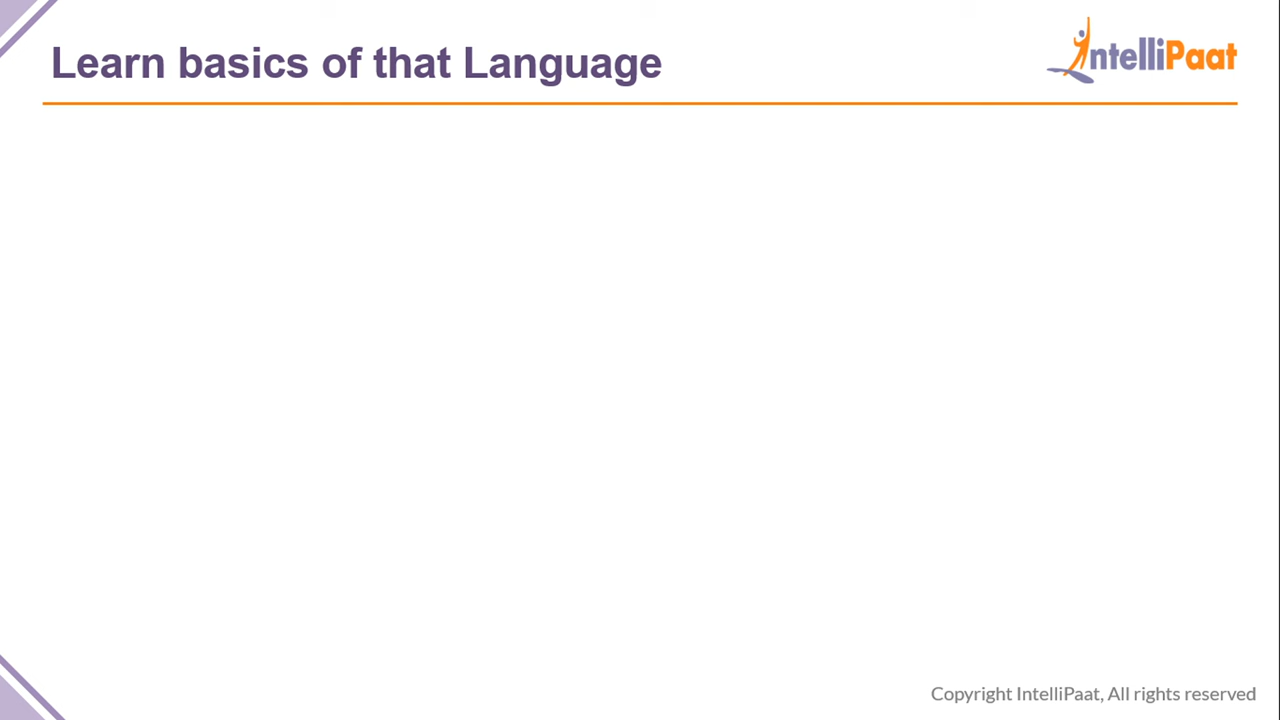 Learn basics of that Language
IntelliPaat
Copyright IntelliPaat, All rights reserved